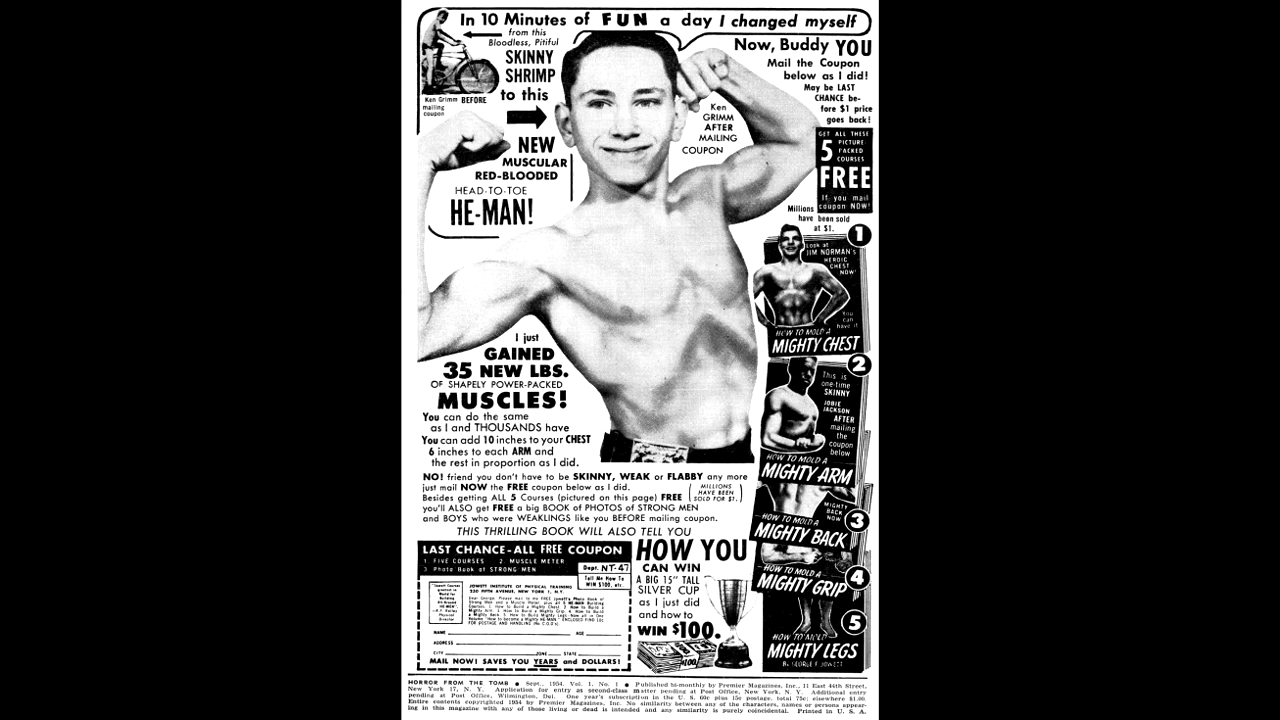 In 10 Minutes of FUN a day I changed myself
from this
Bloodless, Pitiful
SKINNY
SHRIMP
to this
Ken Grimm BEFORE
mailing
coupon
NEW
MUSCULAR
RED-BLOODED
HEAD-TO-TOE
HE-MAN!
Ken
GRIMM
AFTER
MAILING
COUPON
Now, Buddy YOU
Mail the Coupon
below as I did!
May be LAST
CHANCE be-
fore $1 price
goes back!
GET ALL THESE
5 PICTURE-
PACKED
COURSES
FREE
If you mail
coupon NOW!
Millions
have been sold
at $1.
1
Look at
JIM NORMAN'S
HEROIC
CHEST
NOW!
You
can
have it
HOW TO MOLD A
MIGHTY CHEST
2
This is
one-time
SKINNY
JOBIE
JACKSON
AFTER
mailing
the
coupon
below
HOW TO MOLD A
MIGHTY ARM
MIGHTY
BACK
NOW
3
HOW TO MOLD A
MIGHTY BACK
4
HOW TO MOLD A
MIGHTY GRIP
5
HOW TO MOLD
MIGHTY LEGS
By GEORGE F. JOWETT
I just
GAINED
35 NEW LBS.
OF SHAPELY POWER-PACKED
MUSCLES!
You can do the same
as I and THOUSANDS have
You can add 10 inches to your CHEST
6 inches to each ARM and
the rest in proportion as I did.
NO! friend you don't have to be SKINNY, WEAK or FLABBY any more
just mail NOW the FREE coupon below as I did.
Besides getting ALL 5 Courses (pictured on this page) FREE (MILLIONS HAVE BEEN SOLD FOR $1.)
you'll ALSO get FREE a big BOOK of PHOTOS of STRONG MEN
and BOYS who were WEAKLINGS like you BEFORE mailing coupon.
THIS THRILLING BOOK WILL ALSO TELL YOU
HOW YOU
CAN WIN
A BIG 15" TALL
SILVER CUP
as I just did
and how to
WIN $100.
LAST CHANCE-ALL FREE COUPON
1. FIVE COURSES 2. MUSCLE METER
3. Photo Book of STRONG MEN
Dept. NT-47
Tell Me How To
WIN $100, etc.
JOWETT INSTITUTE OF PHYSICAL TRAINING
230 FIFTH AVENUE, NEW YORK 1, N.Y.
NAME AGE
ADDRESS
CITY ZONE STATE
MAIL NOW! SAVES YOU YEARS and DOLLARS!
HORROR FROM THE TOMB ● Sept., 1954. Vol. 1, No. 1 ● Published bi-monthly by Premier Magazines, Inc., 11 East 44th Street,
New York 17, N. Y. Application for entry as second-class matter pending at Post Office, New York, N. Y. Additional entry
pending at Post Office, Wilmington, Del. One year's subscription in the U. S. 60c plus 15c postage, total 75c; elsewhere $1.00.
Entire contents copyrighted 1954 by Premier Magazines, Inc. No similarity between any of the characters, names or persons appear-
ing in this magazine with any of those living or dead is intended and any similarity is purely coincidental. Printed in U. S. A.